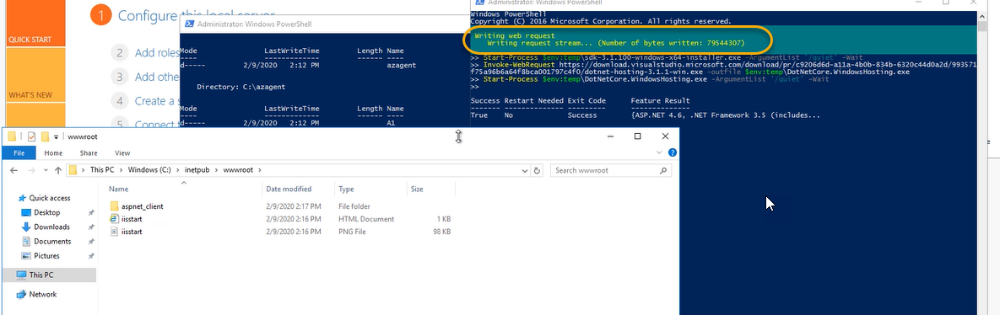 Administrator: Windows PowerShell
1 Configure this local server
Administrator: Windows PowerShell
QUICK START
2 Add roles
3 Add othe
WHAT'S NEW
4 Create a s
5 Connect t
Mode LastWriteTime Length Name
---- ------------- ------ ----
d----- 2/9/2020 2:12 PM azagent
Directory: C:\azagent
Mode LastWriteTime Length Name
---- ------------- ------ ----
d----- 2/9/2020 2:12 PM A1
Windows PowerShell
Copyright (C) 2016 Microsoft Corporation. All rights reserved.
Writing web request
Writing request stream... (Number of bytes written: 79544307)
>> Start-Process $env:temp\sdk-3.1.100-windows-x64-installer.exe -ArgumentList '/quiet' -Wait
>> Invoke-WebRequest https://download.visualstudio.microsoft.com/download/pr/c9206d6d-a11a-4b0b-834b-6320c44d0a2d/993571
f75a96b6a64f8bca001797c4f0/dotnet-hosting-3.1.1-win.exe -outfile $env:temp\DotNetCore.WindowsHosting.exe
>> Start-Process $env:temp\DotNetCore.WindowsHosting.exe -ArgumentList '/quiet' -Wait
>>
Success Restart Needed Exit Code Feature Result
------- -------------- --------- --------------
True No Success {ASP.NET 4.6, .NET Framework 3.5 (includes...
wwwroot
File Home Share View
This PC > Windows (C:) > inetpub > wwwroot >
Search wwwroot
Name Date modified Type Size
Quick access
Desktop
Downloads
Documents
Pictures
This PC
Network
aspnet_client 2/9/2020 2:17 PM File folder
iisstart 2/9/2020 2:16 PM HTML Document 1 KB
iisstart 2/9/2020 2:16 PM PNG File 98 KB